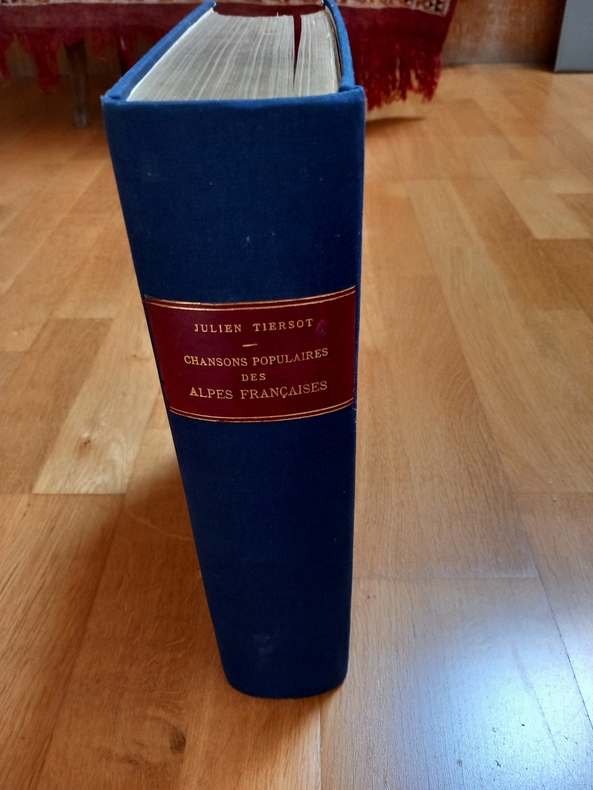 JULIEN TIERSOT
CHANSONS POPULAIRES
DES
ALPES FRANÇAISES